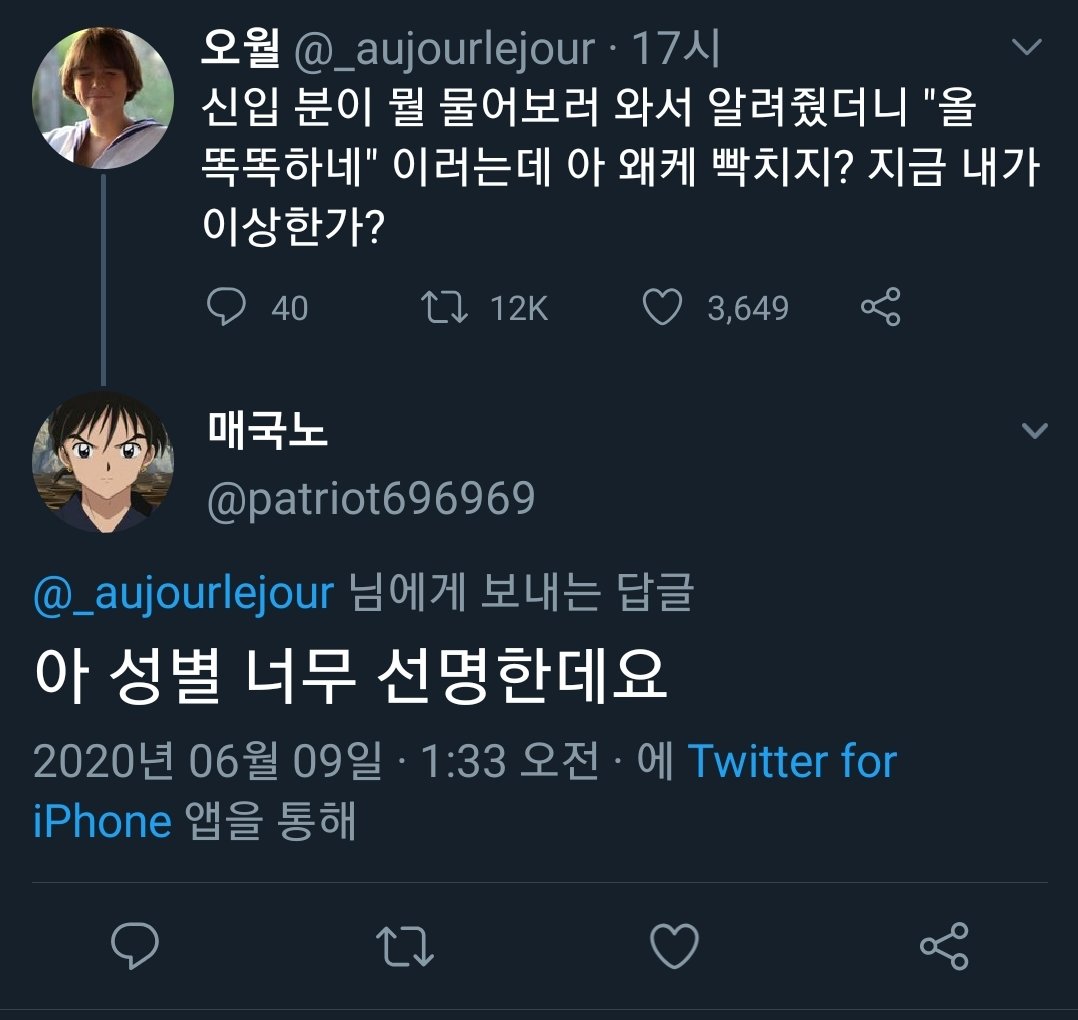 오월 @_aujourlejour · 17시
신입 분이 뭘 물어보러 와서 알려줬더니 "올
똑똑하네" 이러는데 아 왜케 빡치지? 지금 내가
이상한가?
40 12K 3,649
매국노
@patriot696969
@_aujourlejour 님에게 보내는 답글
아 성별 너무 선명한데요
2020년 06월 09일 · 1:33 오전 · 에 Twitter for
iPhone 앱을 통해